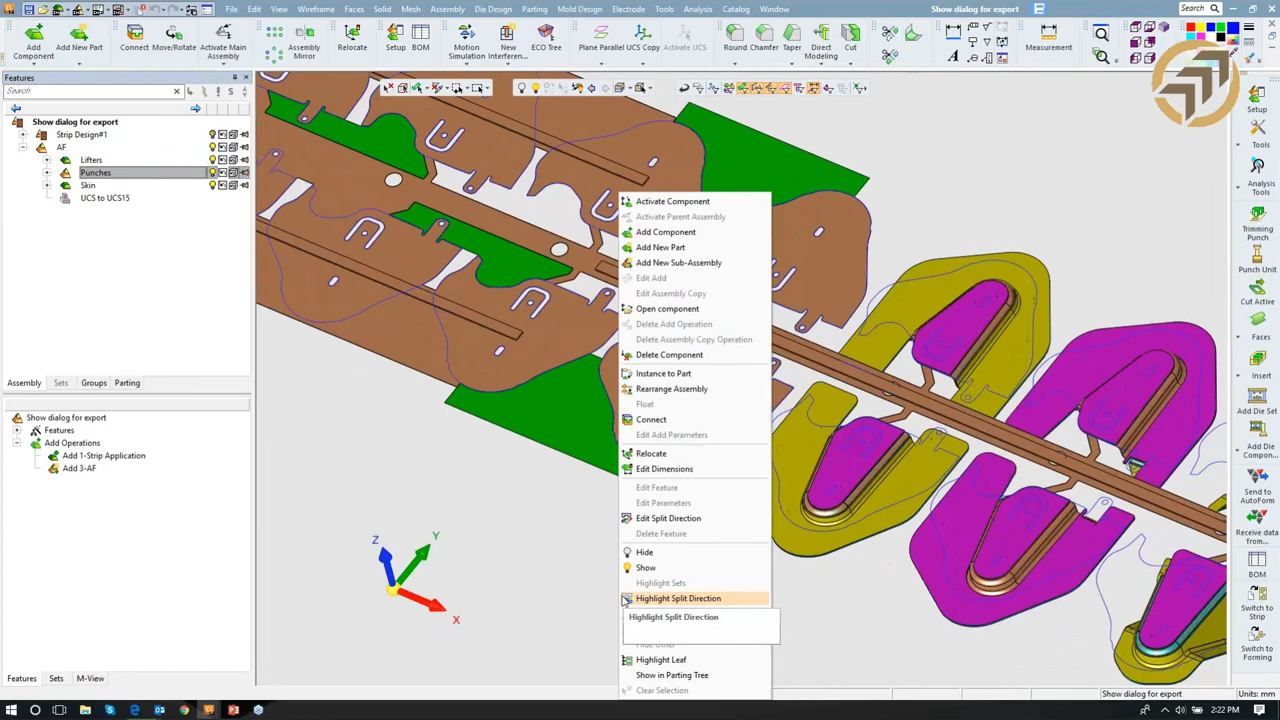 File Edit View Wireframe Faces Solid Mesh Assembly Die Design Parting Mold Design Electrode Tools Analysis Catalog Window
Show dialog for export
Search
Add Component
Add New Part
Connect
Move/Rotate
Activate Main Assembly
Assembly Mirror
Relocate
Setup
BOM
Motion Simulation
New Interferen...
ECO Tree
Plane Parallel
UCS Copy
Activate UCS
Round
Chamfer
Taper
Direct Modeling
Cut
Measurement
Features
Search
Show dialog for export
Strip Design#1
AF
Lifters
Punches
Skin
UCS to UCS15
Assembly Sets Groups Parting
Show dialog for export
Features
Add Operations
Add 1-Strip Application
Add 3-AF
Features Sets M-View
Z
Y
X
Activate Component
Activate Parent Assembly
Add Component
Add New Part
Add New Sub-Assembly
Edit Add
Edit Assembly Copy
Open component
Delete Add Operation
Delete Assembly Copy Operation
Delete Component
Instance to Part
Rearrange Assembly
Float
Connect
Edit Add Parameters
Relocate
Edit Dimensions
Edit Feature
Edit Parameters
Edit Split Direction
Delete Feature
Hide
Show
Highlight Sets
Highlight Split Direction
Highlight Split Direction
Highlight Leaf
Show in Parting Tree
Clear Selection
Setup
Tools
Analysis Tools
Trimming Punch
Punch Unit
Cut Active
Faces
Insert
Add Die Set
Add Die Compon...
Send to AutoForm
Receive data from...
BOM
Switch to Strip
Switch to Forming
Show dialog for export
Units: mm
2:22 PM